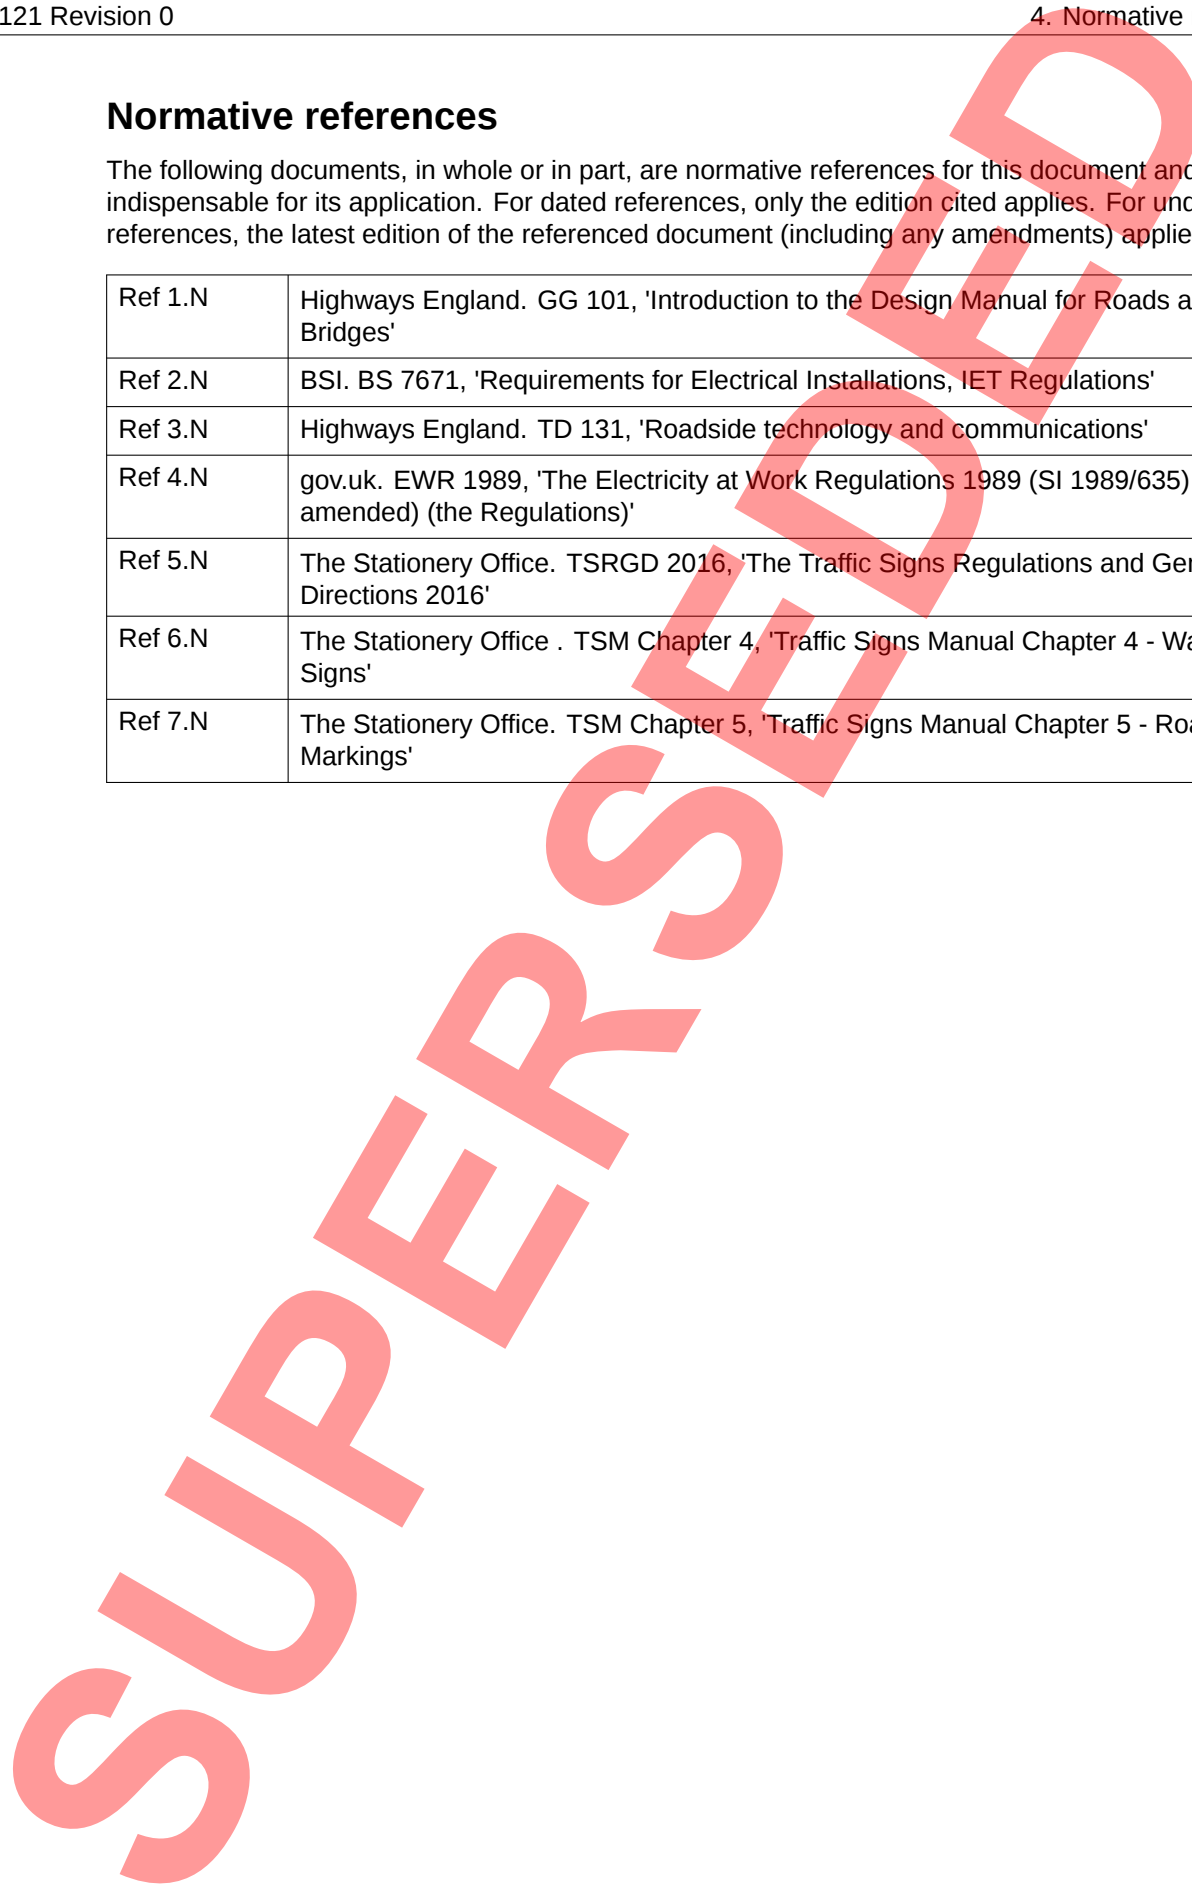 121 Revision 0
4. Normative
Normative references
The following documents, in whole or in part, are normative references for this document and
indispensable for its application. For dated references, only the edition cited applies. For und
references, the latest edition of the referenced document (including any amendments) applie
Ref 1.N
Highways England. GG 101, 'Introduction to the Design Manual for Roads a
Bridges'
Ref 2.N
BSI. BS 7671, 'Requirements for Electrical Installations, IET Regulations'
Ref 3.N
Highways England. TD 131, 'Roadside technology and communications'
Ref 4.N
gov.uk. EWR 1989, 'The Electricity at Work Regulations 1989 (SI 1989/635)
amended) (the Regulations)'
Ref 5.N
The Stationery Office. TSRGD 2016, 'The Traffic Signs Regulations and Gen
Directions 2016'
Ref 6.N
The Stationery Office . TSM Chapter 4, 'Traffic Signs Manual Chapter 4 - Wa
Signs'
Ref 7.N
The Stationery Office. TSM Chapter 5, 'Traffic Signs Manual Chapter 5 - Roa
Markings'
SUPERSEDED